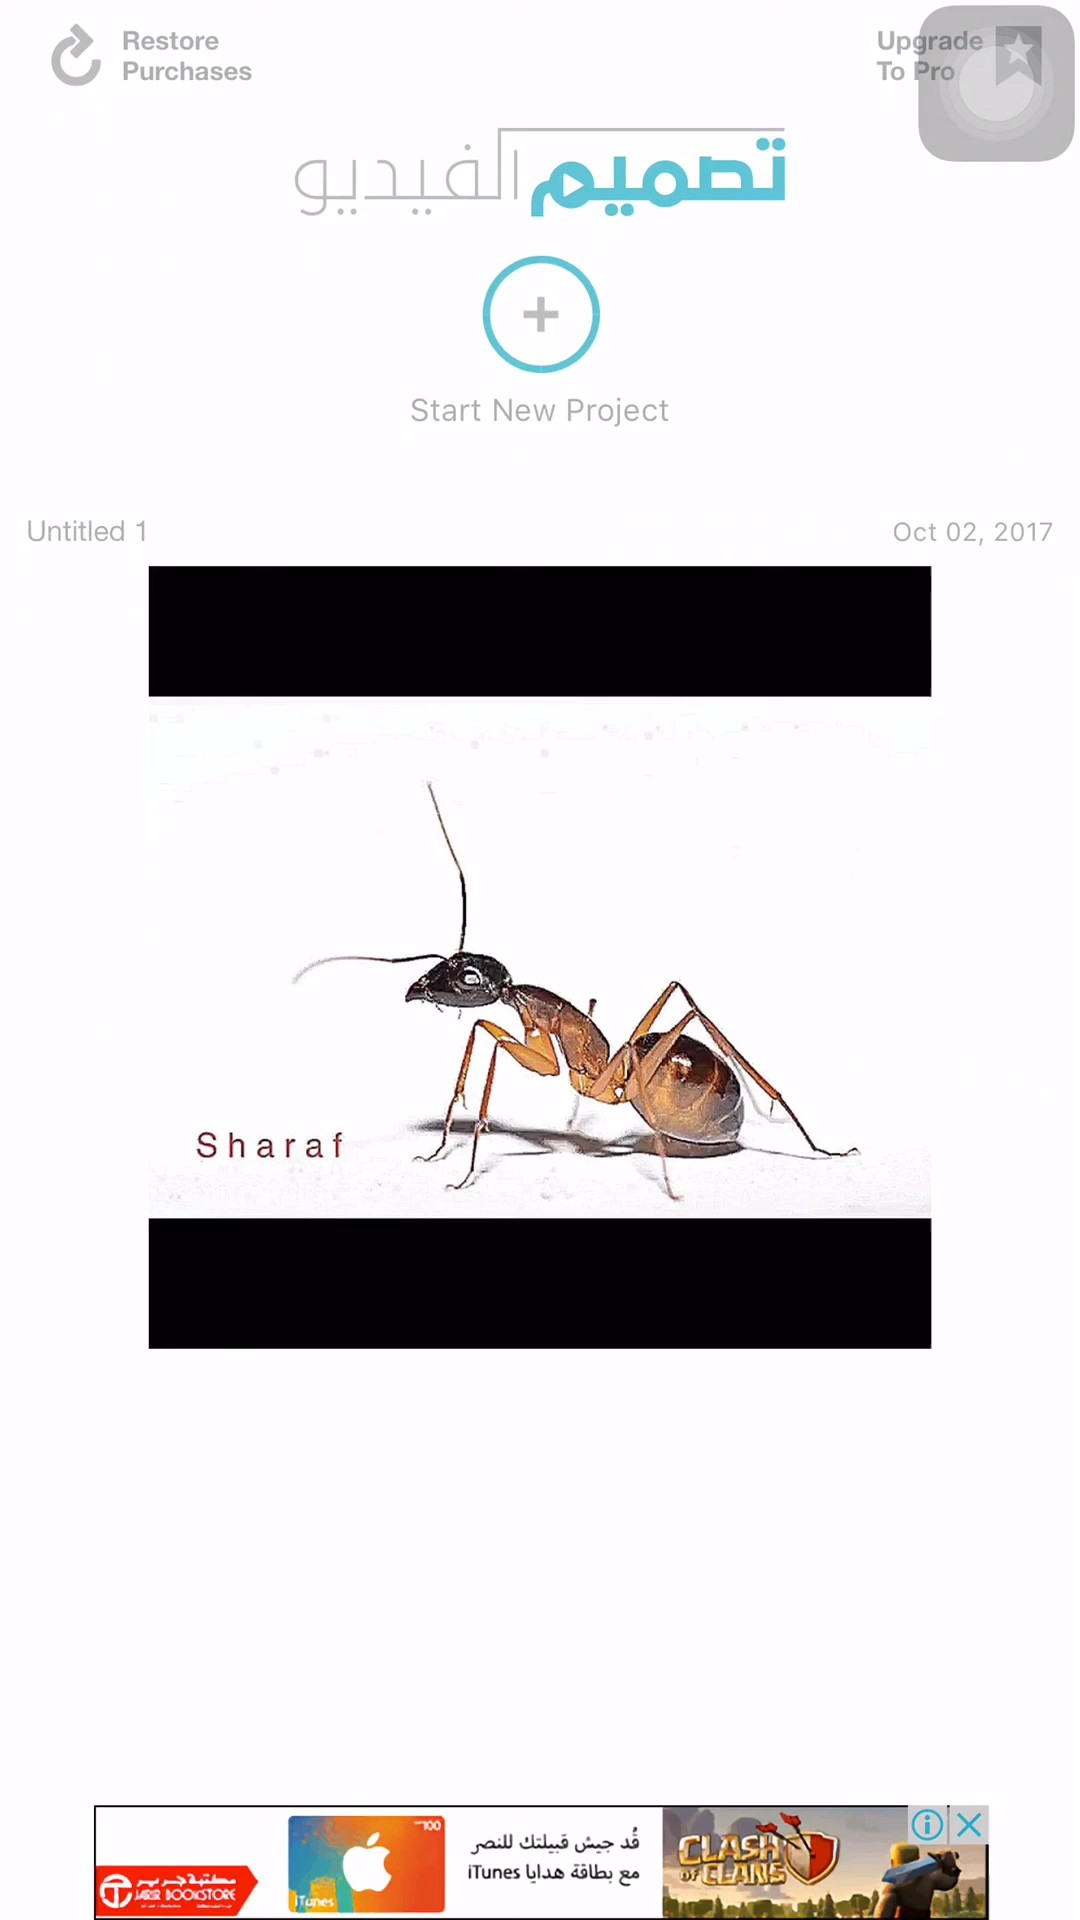 Restore
Purchases
Upgrade
To Pro
تصميم الفيديو
Start New Project
Untitled 1
Oct 02, 2017
Sharaf
مكتبة جرير
JARIR BOOKSTORE
100
iTunes
قُد جيش قبيلتك للنصر
مع بطاقة هدايا iTunes
CLASH
OF CLANS